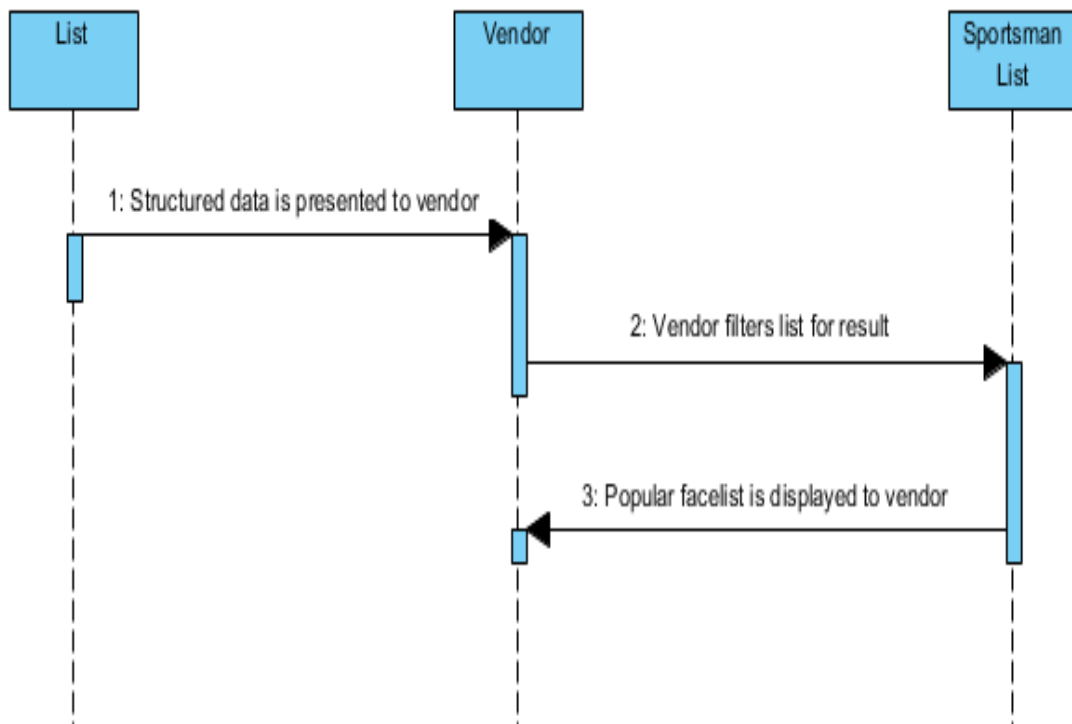 List
Vendor
Sportsman
List
1: Structured data is presented to vendor
2: Vendor filters list for result
3: Popular facelist is displayed to vendor